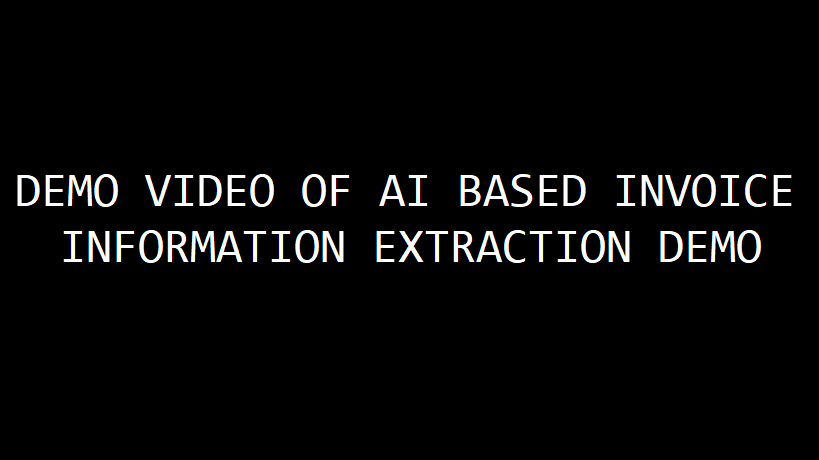 DEMO VIDEO OF AI BASED INVOICE
INFORMATION EXTRACTION DEMO